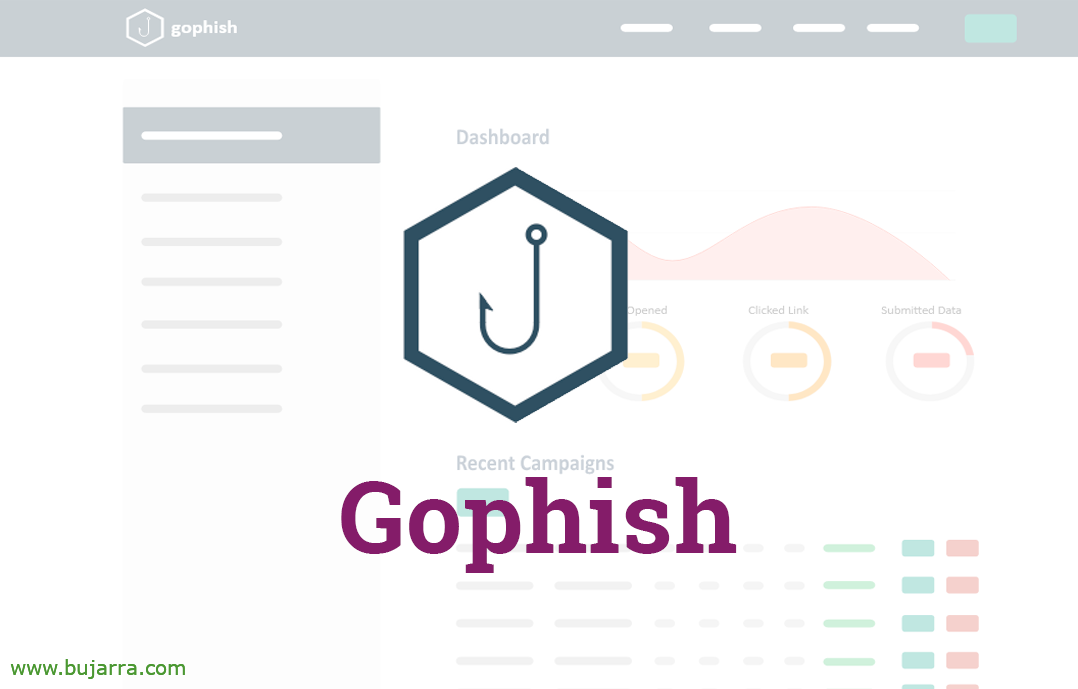 gophish
Dashboard
Opened
Clicked Link
Submitted Data
Recent Campaigns
Gophish
www.bujarra.com